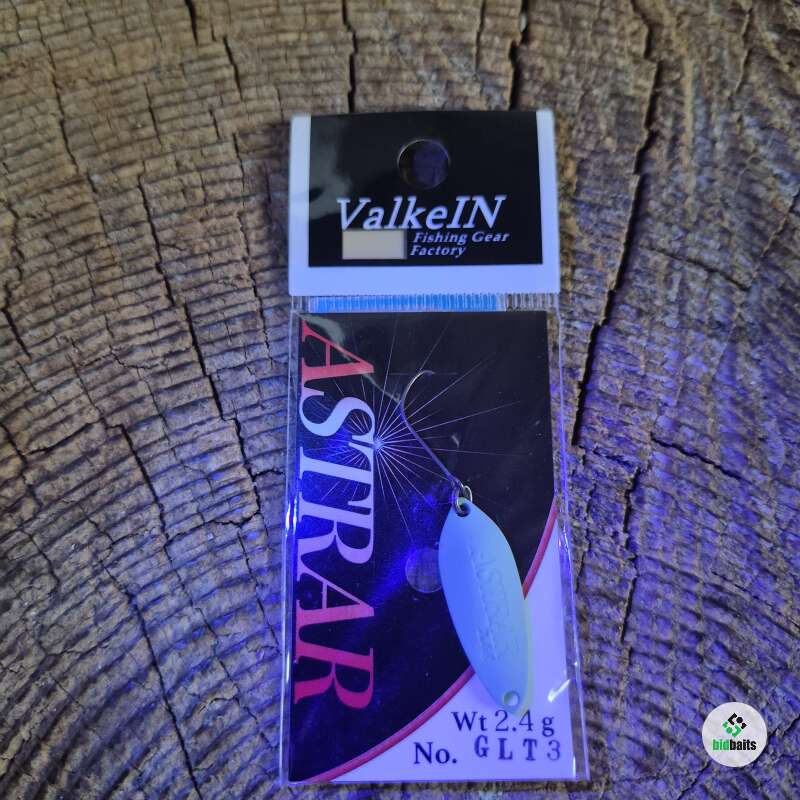 ValkeIN
Fishing Gear
Factory
ASTRAR
ASTRAR
Wt 2.4 g
No. GLT3
bidbaits